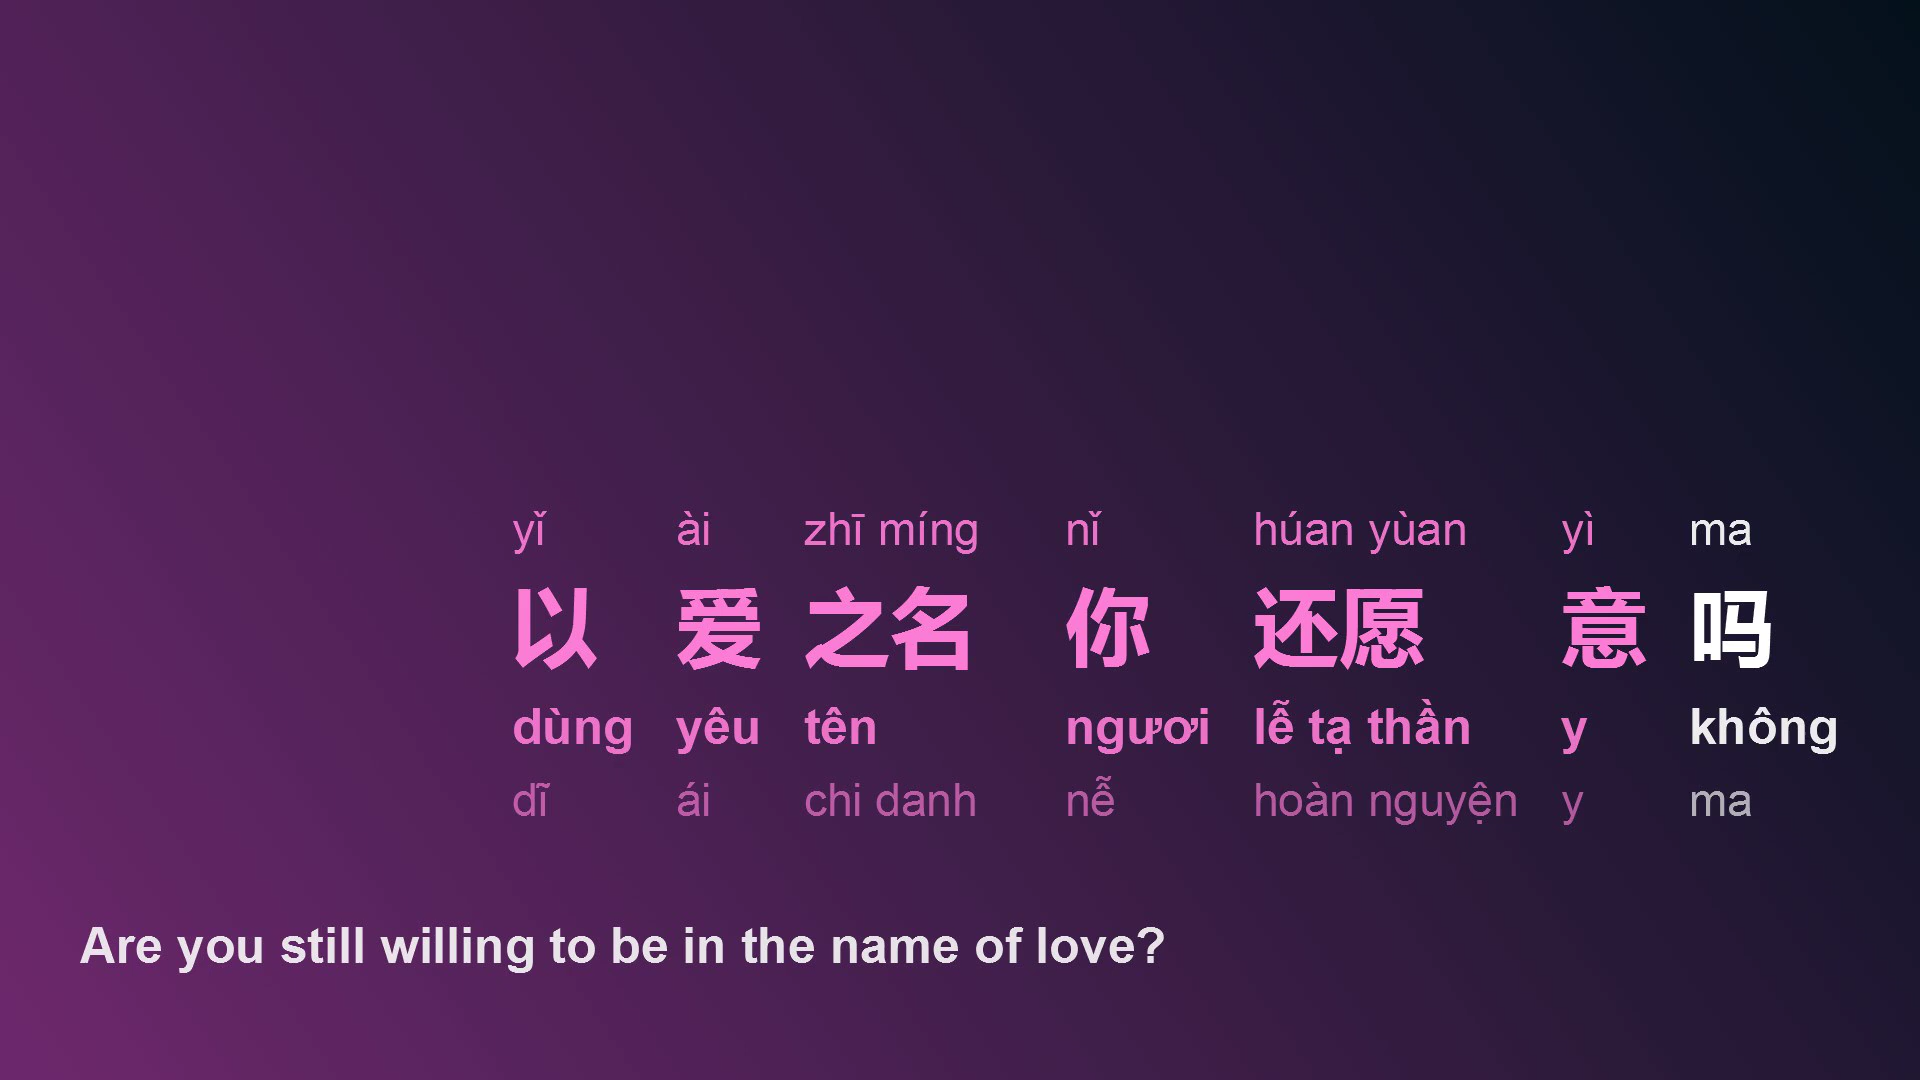 yǐ ài zhī míng nǐ húan yùan yì ma
以 爱 之名 你 还愿 意 吗
dùng yêu tên ngươi lễ tạ thần y không
dĩ ái chi danh nễ hoàn nguyện y ma
Are you still willing to be in the name of love?